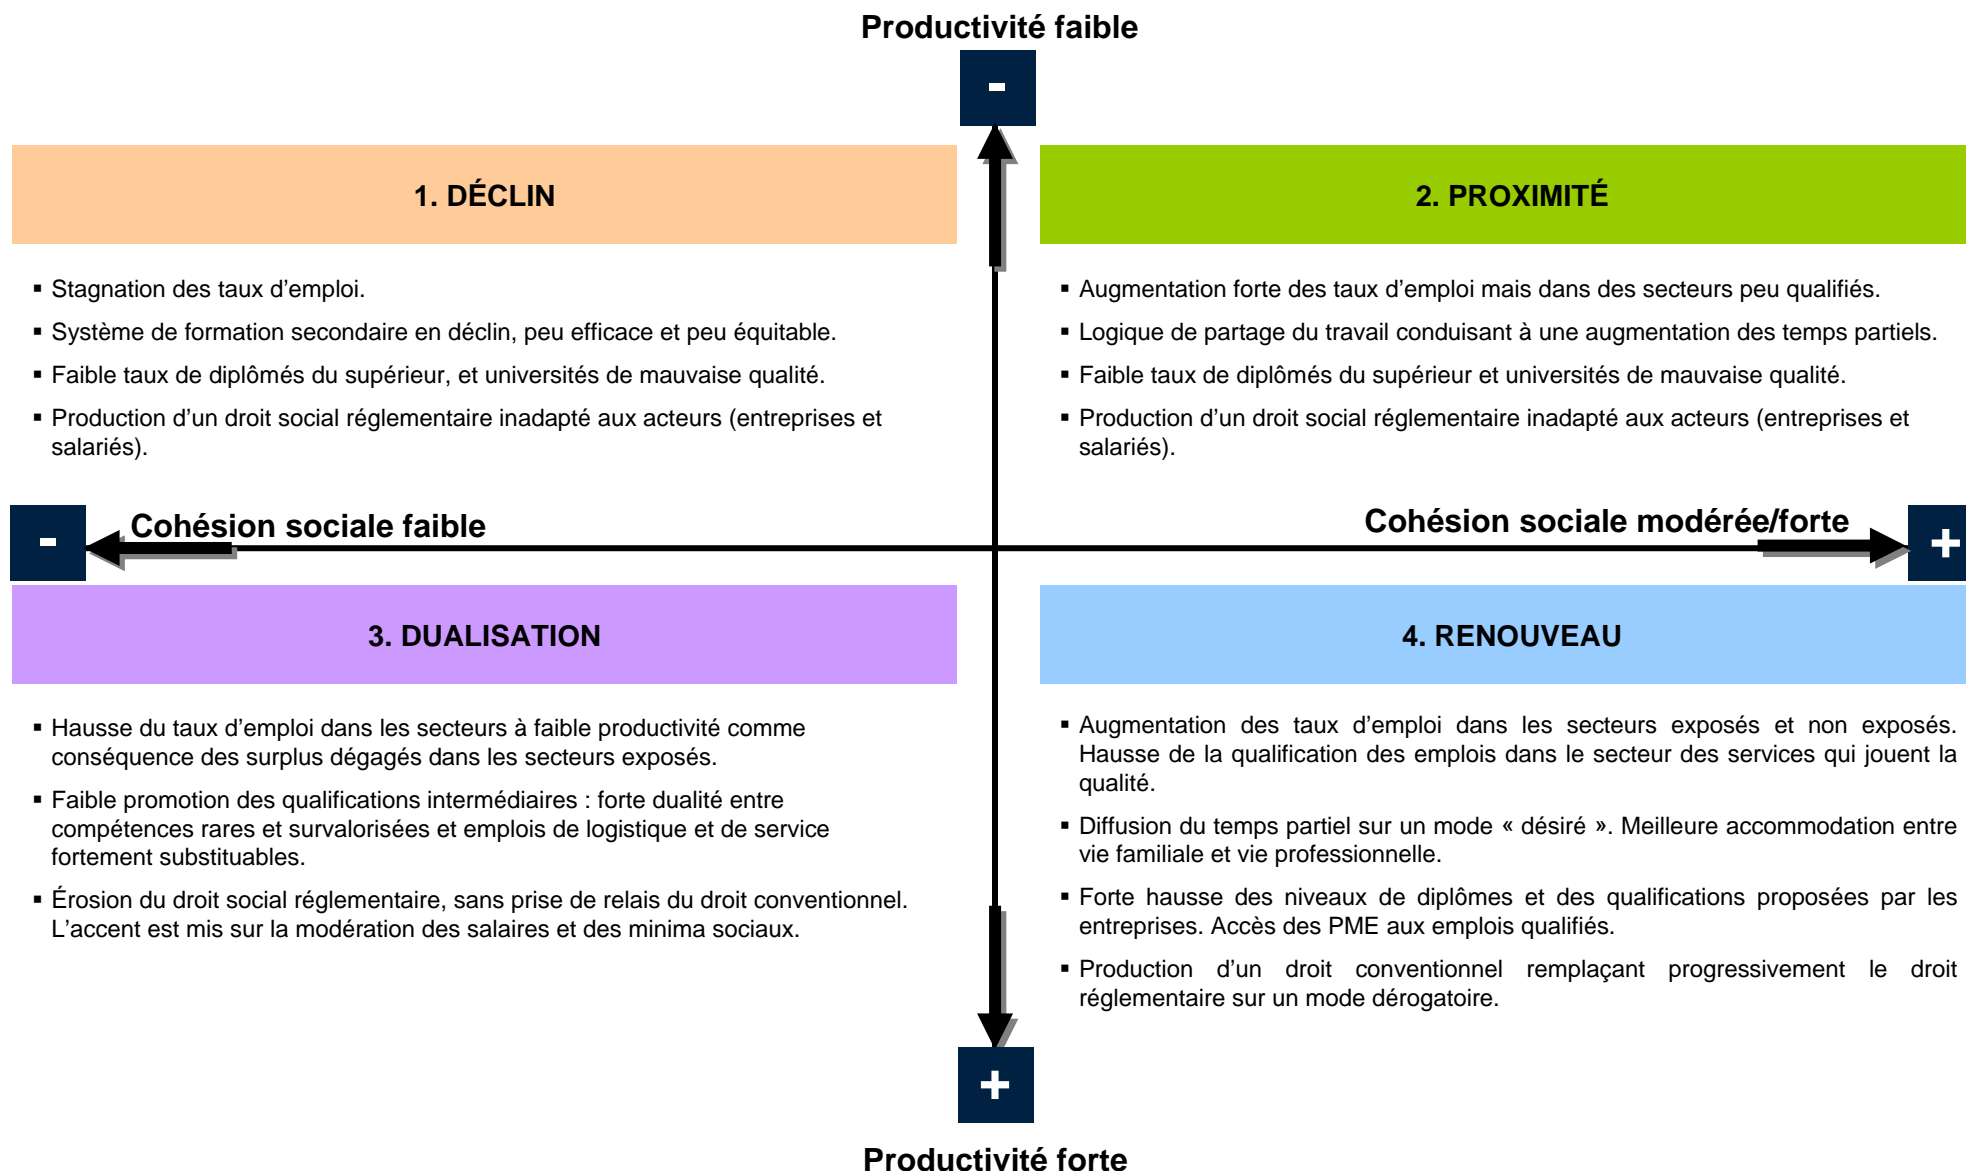 Productivité faible
-
1. DÉCLIN
▪ Stagnation des taux d'emploi.
▪ Système de formation secondaire en déclin, peu efficace et peu équitable.
▪ Faible taux de diplômés du supérieur, et universités de mauvaise qualité.
▪ Production d'un droit social réglementaire inadapté aux acteurs (entreprises et
salariés).
2. PROXIMITÉ
▪ Augmentation forte des taux d'emploi mais dans des secteurs peu qualifiés.
▪ Logique de partage du travail conduisant à une augmentation des temps partiels.
▪ Faible taux de diplômés du supérieur et universités de mauvaise qualité.
▪ Production d'un droit social réglementaire inadapté aux acteurs (entreprises et
salariés).
-
Cohésion sociale faible
Cohésion sociale modérée/forte
+
3. DUALISATION
▪ Hausse du taux d'emploi dans les secteurs à faible productivité comme
conséquence des surplus dégagés dans les secteurs exposés.
▪ Faible promotion des qualifications intermédiaires : forte dualité entre
compétences rares et survalorisées et emplois de logistique et de service
fortement substituables.
▪ Érosion du droit social réglementaire, sans prise de relais du droit conventionnel.
L'accent est mis sur la modération des salaires et des minima sociaux.
4. RENOUVEAU
▪ Augmentation des taux d'emploi dans les secteurs exposés et non exposés.
Hausse de la qualification des emplois dans le secteur des services qui jouent la
qualité.
▪ Diffusion du temps partiel sur un mode « désiré ». Meilleure accommodation entre
vie familiale et vie professionnelle.
▪ Forte hausse des niveaux de diplômes et des qualifications proposées par les
entreprises. Accès des PME aux emplois qualifiés.
▪ Production d'un droit conventionnel remplaçant progressivement le droit
réglementaire sur un mode dérogatoire.
+
Productivité forte